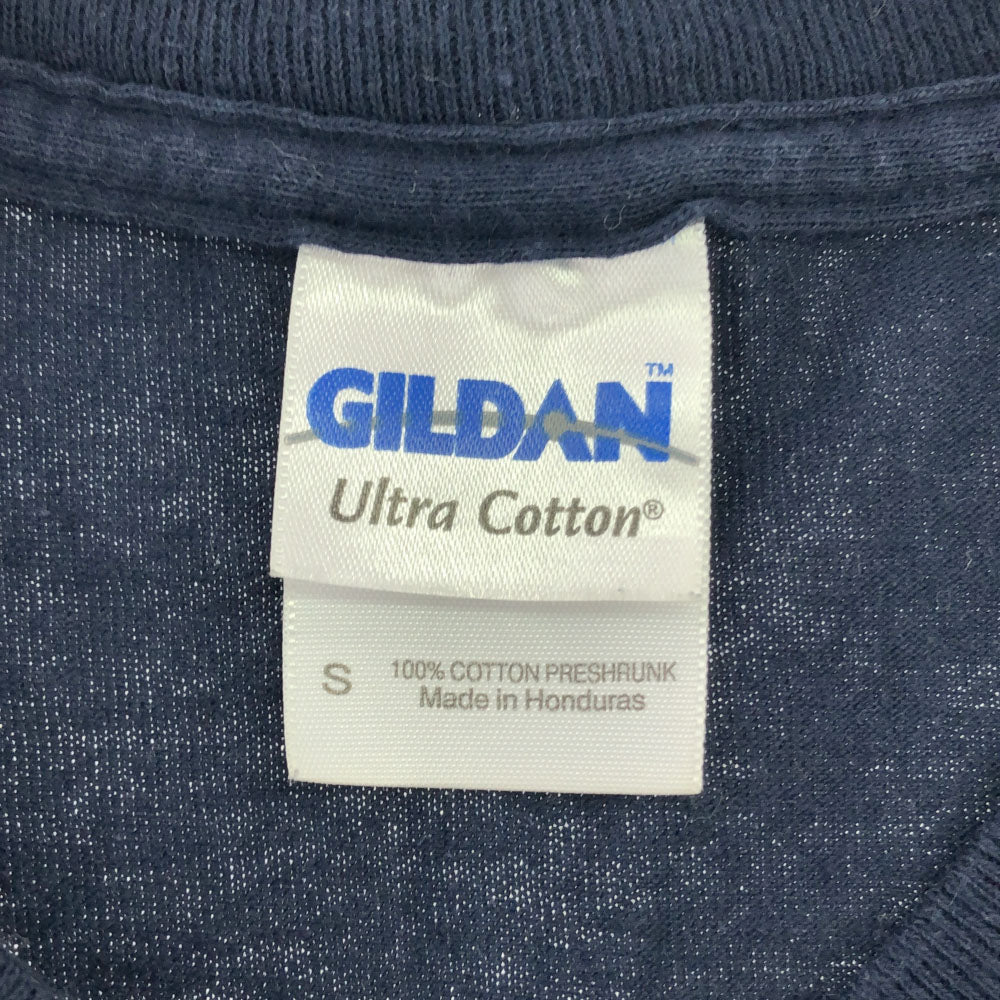 GILDAN™
Ultra Cotton®
S 100% COTTON PRESHRUNK
Made in Honduras